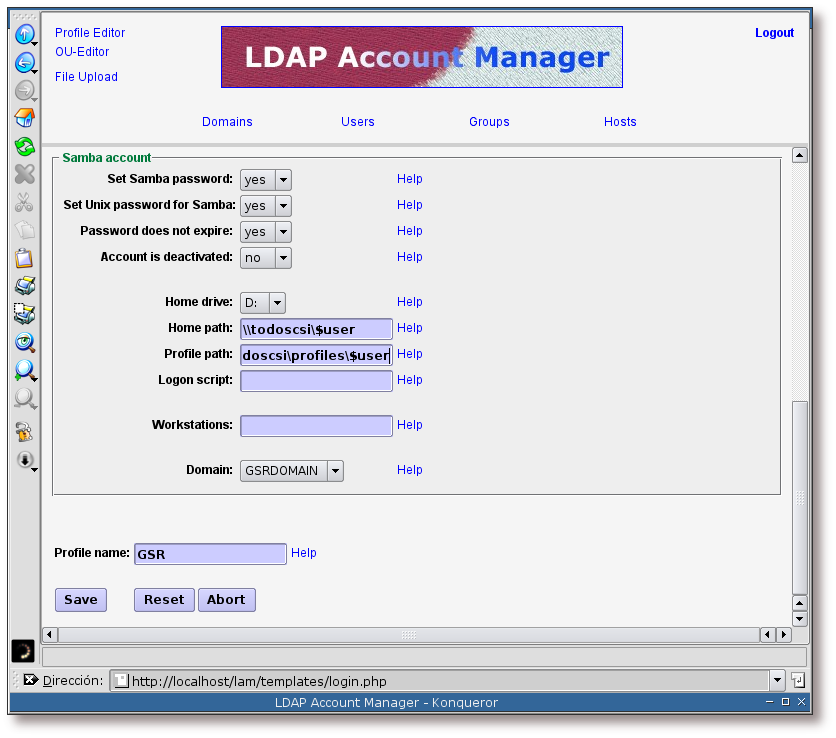 Profile Editor
OU-Editor
File Upload
LDAP Account Manager
Logout
Domains Users Groups Hosts
Samba account
Set Samba password: yes Help
Set Unix password for Samba: yes Help
Password does not expire: yes Help
Account is deactivated: no Help
Home drive: D: Help
Home path: \\todoscsi\$user Help
Profile path: doscsi\profiles\$user Help
Logon script: Help
Workstations: Help
Domain: GSRDOMAIN Help
Profile name: GSR Help
Save Reset Abort
Dirección: http://localhost/lam/templates/login.php
LDAP Account Manager - Konqueror